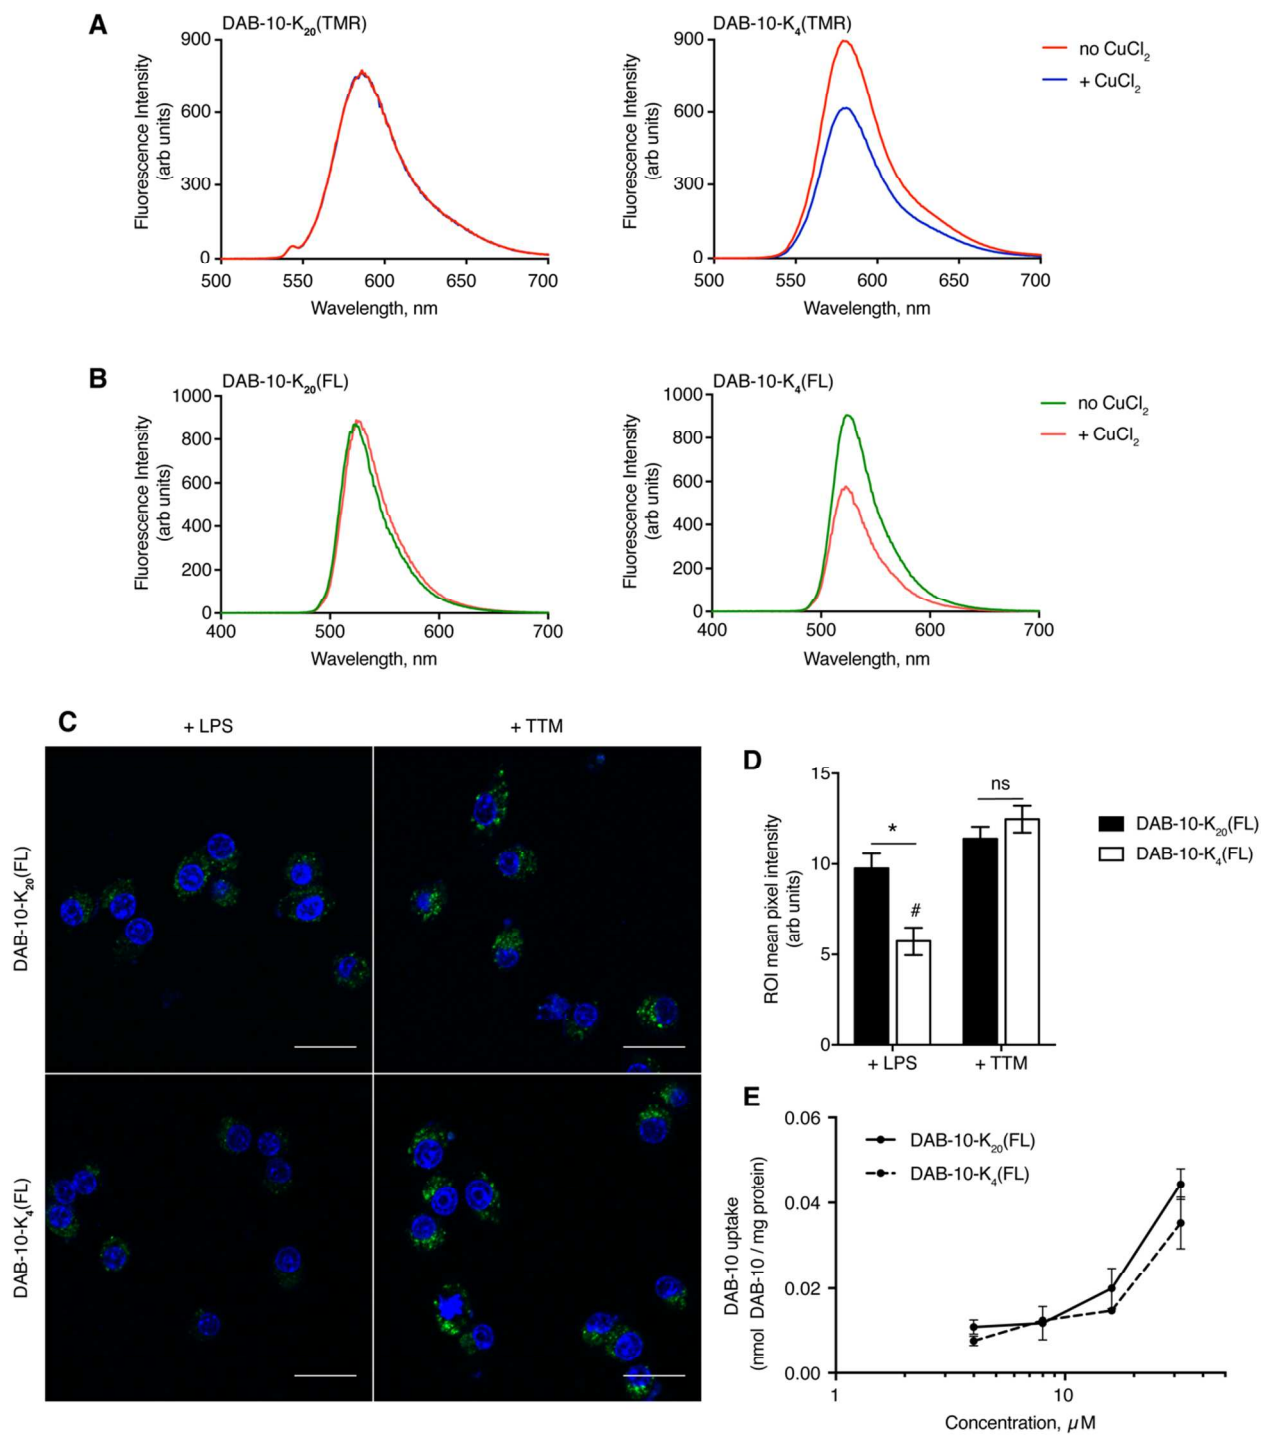 A
DAB-10-K20(TMR)
DAB-10-K4(TMR)
900
600
300
0
500
550
600
650
700
Wavelength, nm
Fluorescence Intensity
(arb units)
900
600
300
0
500
550
600
650
700
Wavelength, nm
Fluorescence Intensity
(arb units)
no CuCl2
+ CuCl2
B
DAB-10-K20(FL)
DAB-10-K4(FL)
1000
800
600
400
200
0
400
500
600
700
Wavelength, nm
Fluorescence Intensity
(arb units)
1000
800
600
400
200
0
400
500
600
700
Wavelength, nm
Fluorescence Intensity
(arb units)
no CuCl2
+ CuCl2
C
+ LPS
+ TTM
DAB-10-K20(FL)
DAB-10-K4(FL)
D
15
10
5
0
ROI mean pixel intensity
(arb units)
*
#
ns
+ LPS
+ TTM
DAB-10-K20(FL)
DAB-10-K4(FL)
E
0.06
0.04
0.02
0.00
DAB-10 uptake
(nmol DAB-10 / mg protein)
DAB-10-K20(FL)
DAB-10-K4(FL)
1
10
Concentration, μM